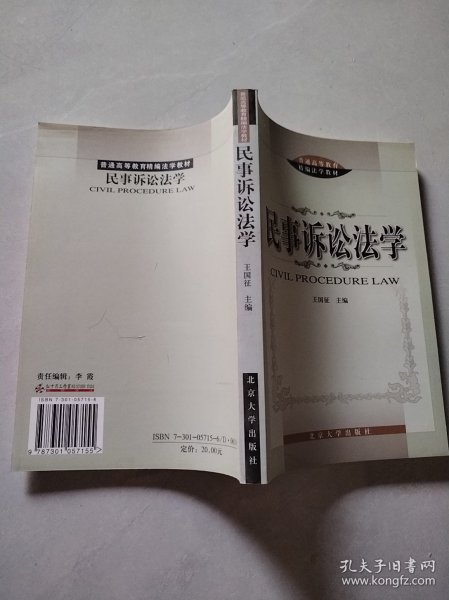 普通高等教育精编法学教材
民事诉讼法学
CIVIL PROCEDURE LAW
责任编辑：李 霞
ISBN 7-301-05715-6
9 787301 057155 >
ISBN 7-301-05715-6/D·
定价：20.00元
普通高等教育精编法学教材
民事诉讼法学
王国征 主编
北京大学出版社
普通高等教育
精编法学教材
民事诉讼法学
CIVIL PROCEDURE LAW
王国征 主编
北京大学出版社
孔夫子旧书网
www.kongfz.com